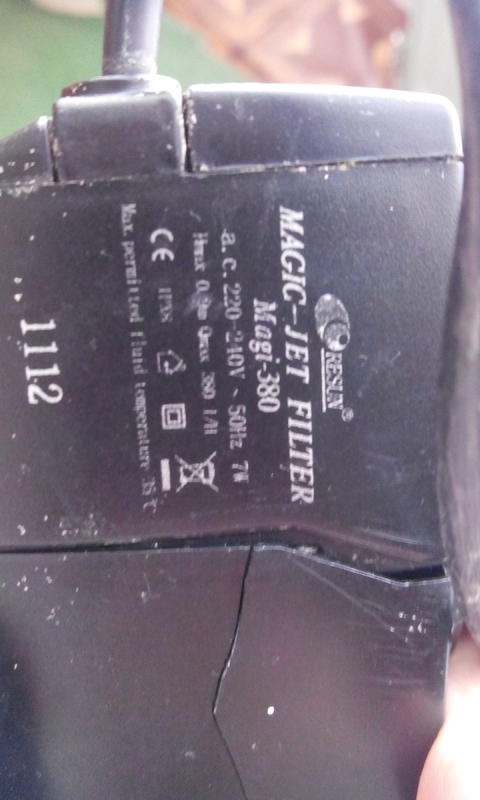 RESUN®
MAGIC-JET FILTER
Magi-380
a.c. 220-240V ~ 50Hz 7W
Hmax 0.9m Qmax 380 l/H
CE IPX8
Max. permitted fluid temperature 35℃
1112